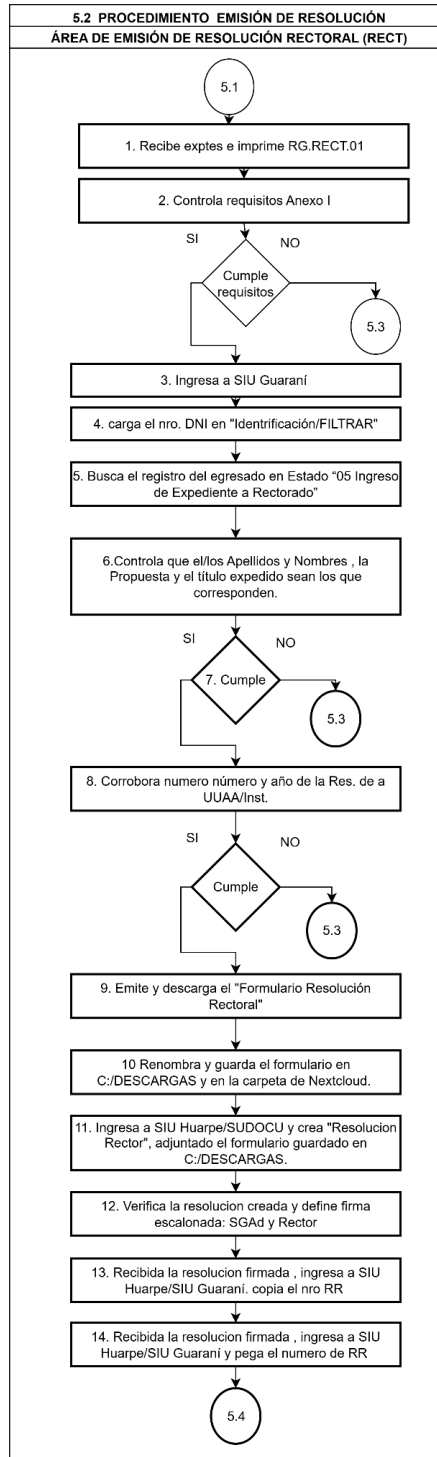 5.2 PROCEDIMIENTO EMISIÓN DE RESOLUCIÓN
ÁREA DE EMISIÓN DE RESOLUCIÓN RECTORAL (RECT)
5.1
1. Recibe exptes e imprime RG.RECT.01
2. Controla requisitos Anexo I
SI
NO
Cumple
requisitos
5.3
3. Ingresa a SIU Guaraní
4. carga el nro. DNI en "Identificación/FILTRAR"
5. Busca el registro del egresado en Estado “05 Ingreso
de Expediente a Rectorado”
6.Controla que el/los Apellidos y Nombres , la
Propuesta y el título expedido sean los que
corresponden.
SI
NO
7. Cumple
5.3
8. Corrobora numero número y año de la Res. de a
UUAA/Inst.
SI
NO
Cumple
5.3
9. Emite y descarga el "Formulario Resolución
Rectoral"
10 Renombra y guarda el formulario en
C:/DESCARGAS y en la carpeta de Nextcloud.
11. Ingresa a SIU Huarpe/SUDOCU y crea "Resolucion
Rector", adjuntado el formulario guardado en
C:/DESCARGAS.
12. Verifica la resolucion creada y define firma
escalonada: SGAd y Rector
13. Recibida la resolucion firmada , ingresa a SIU
Huarpe/SIU Guaraní. copia el nro RR
14. Recibida la resolucion firmada , ingresa a SIU
Huarpe/SIU Guaraní y pega el numero de RR
5.4